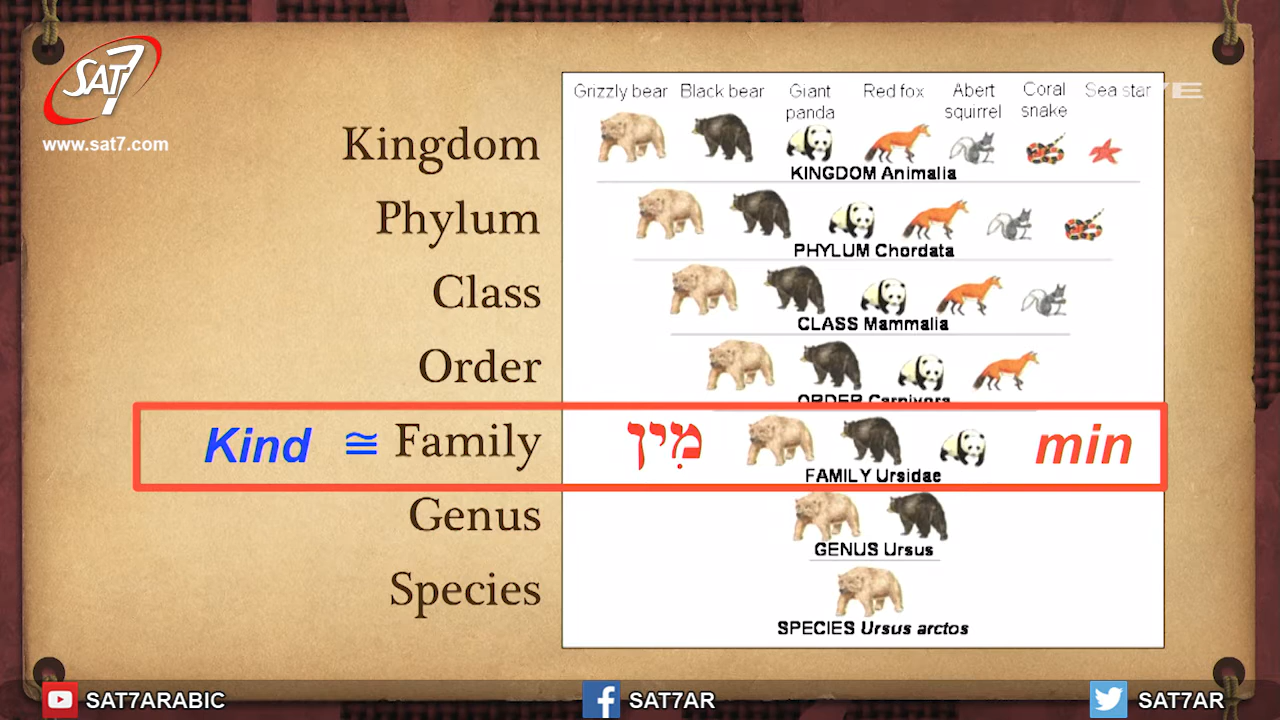 SAT7
www.sat7.com
Kingdom
Phylum
Class
Order
Kind ≅ Family
Genus
Species
Grizzly bear Black bear Giant panda Red fox Abert squirrel Coral snake Sea star
KINGDOM Animalia
PHYLUM Chordata
CLASS Mammalia
ORDER Carnivora
מִין min
FAMILY Ursidae
GENUS Ursus
SPECIES Ursus arctos
SAT7ARABIC
SAT7AR
SAT7AR